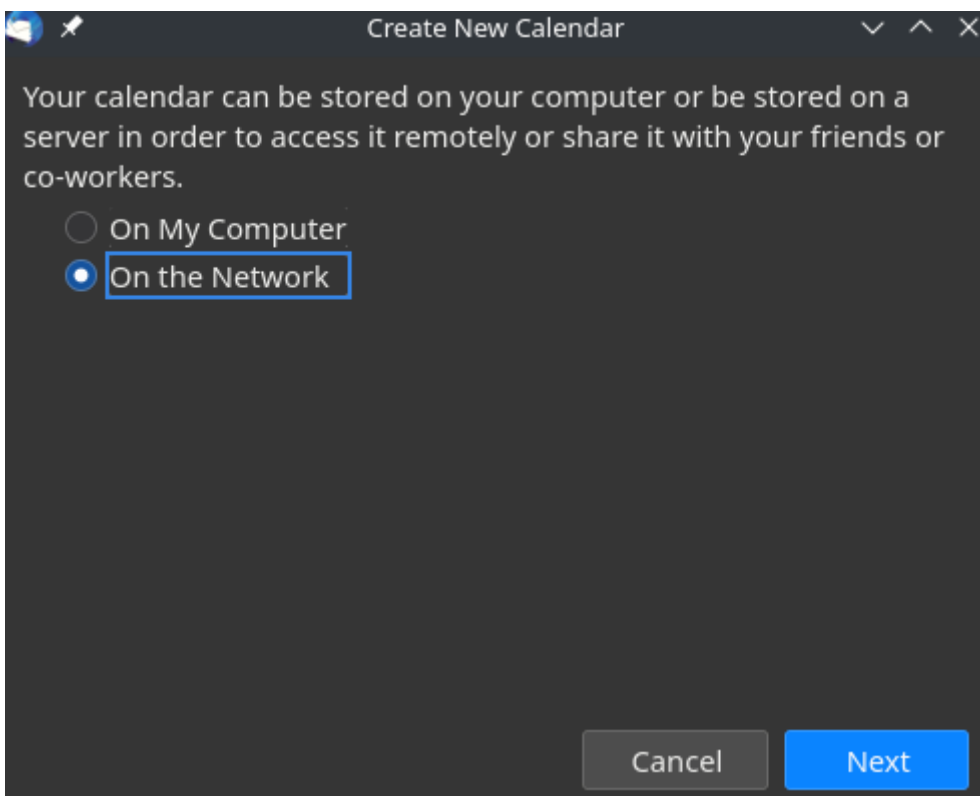 Create New Calendar
Your calendar can be stored on your computer or be stored on a
server in order to access it remotely or share it with your friends or
co-workers.
On My Computer
On the Network
Cancel Next